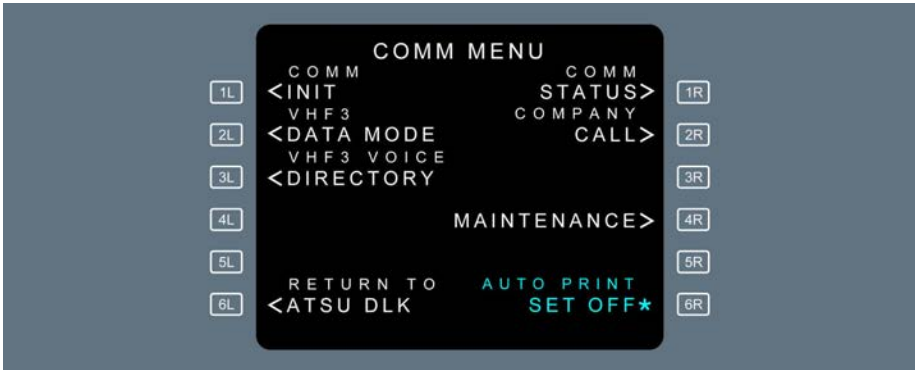 COMM MENU
COMM COMM
1L <INIT STATUS> 1R
VHF3 COMPANY
2L <DATA MODE CALL> 2R
VHF3 VOICE
3L <DIRECTORY 3R
4L MAINTENANCE> 4R
5L 5R
RETURN TO AUTO PRINT
6L <ATSU DLK SET OFF* 6R